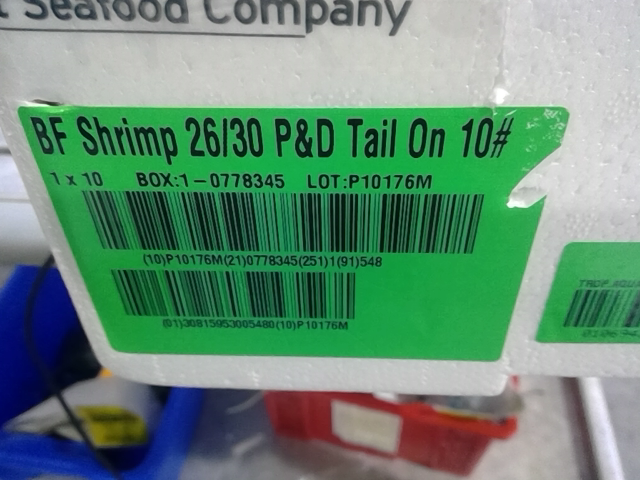 Seafood Company
BF Shrimp 26/30 P&D Tail On 10#
1 x 10 BOX:1-0778345 LOT:P10176M
(10)P10176M(21)0778345(251)1(91)548
(01)30815953005480(10)P10176M